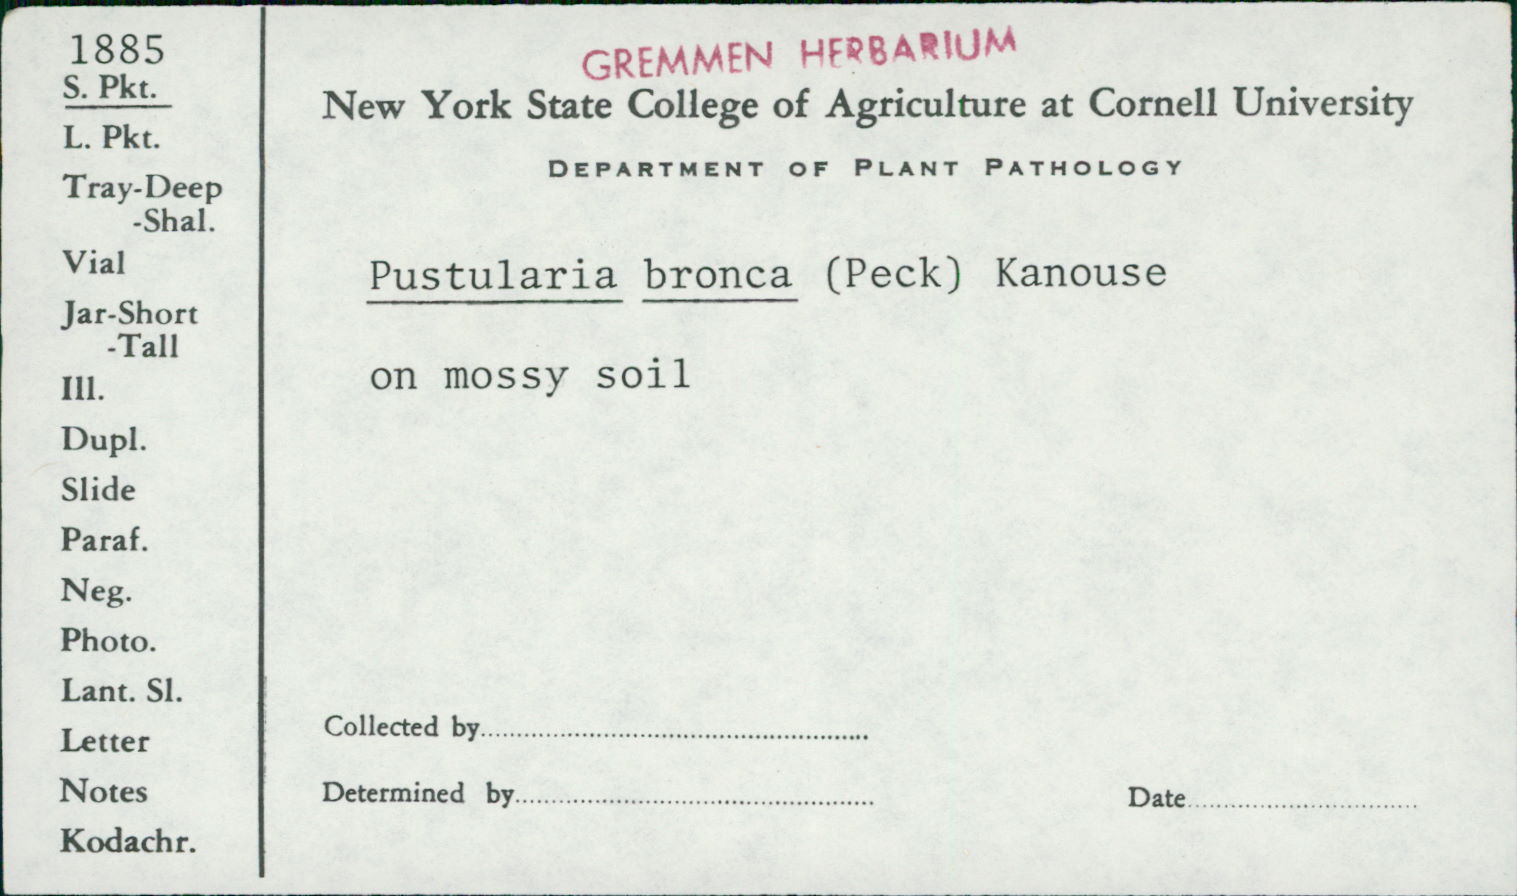 1885
S. Pkt.
L. Pkt.
Tray-Deep
-Shal.
Vial
Jar-Short
-Tall
Ill.
Dupl.
Slide
Paraf.
Neg.
Photo.
Lant. Sl.
Letter
Notes
Kodachr.
GREMMEN HERBARIUM
New York State College of Agriculture at Cornell University
DEPARTMENT OF PLANT PATHOLOGY
Pustularia bronca (Peck) Kanouse
on mossy soil
Collected by
Determined by
Date